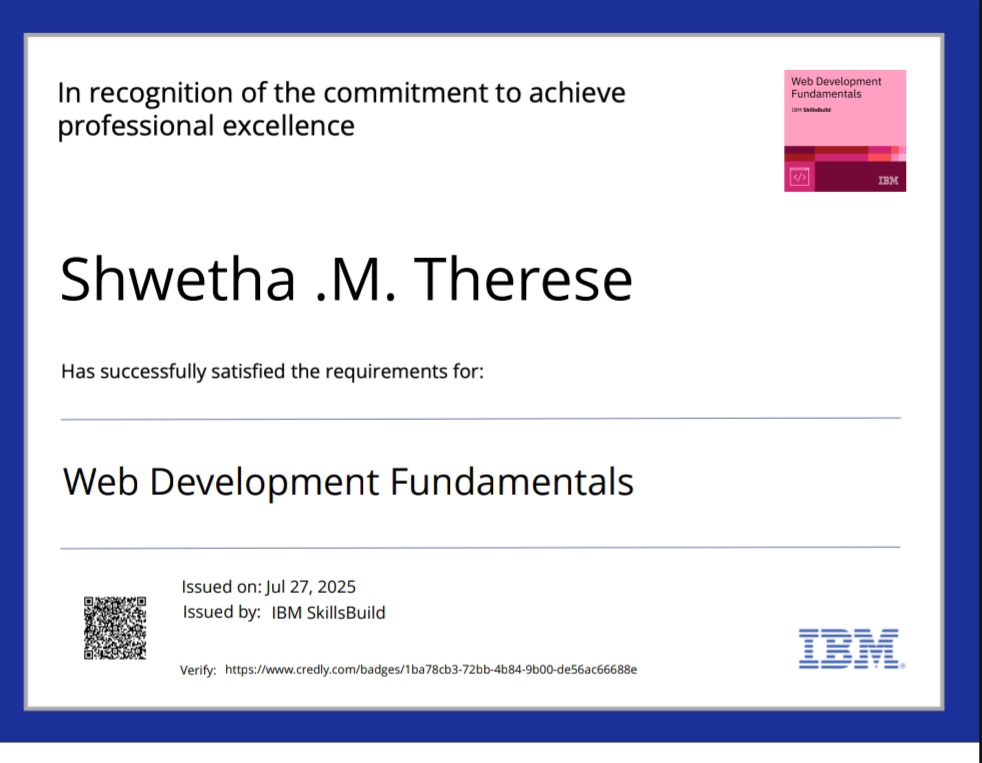 In recognition of the commitment to achieve
professional excellence
Web Development
Fundamentals
IBM SkillsBuild
</>
IBM
Shwetha .M. Therese
Has successfully satisfied the requirements for:
Web Development Fundamentals
Issued on: Jul 27, 2025
Issued by: IBM SkillsBuild
Verify: https://www.credly.com/badges/1ba78cb3-72bb-4b84-9b00-de56ac66688e
IBM®